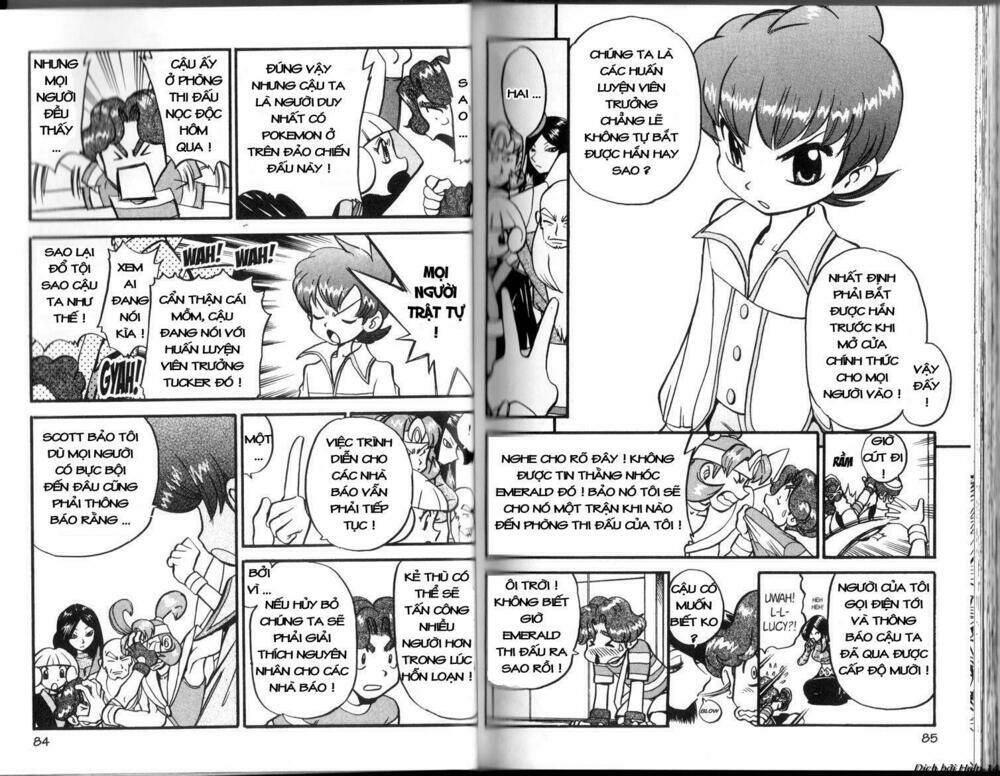 NHƯNG
MỌI
NGƯỜI
ĐỀU
THẤY
...
CẬU ẤY
Ở PHÒNG
THI ĐẤU
NỌC ĐỘC
HÔM
QUA !
ĐÚNG VẬY
NHƯNG CẬU TA
LÀ NGƯỜI DUY
NHẤT CÓ
POKEMON Ở
TRÊN ĐẢO CHIẾN
ĐẤU NÀY !
SAO...
SAO LẠI
ĐỔ TỘI
SAO CẬU
TA NHƯ
THẾ !
XEM
AI
ĐANG
NÓI
KÌA !
WAH! WAH!
GYAH!
CẨN THẬN CÁI
MỒM, CẬU
ĐANG NÓI VỚI
HUẤN LUYỆN
VIÊN TRƯỞNG
TUCKER ĐÓ !
MỌI
NGƯỜI
TRẬT TỰ
!
SCOTT BẢO TÔI
DÙ MỌI NGƯỜI
CÓ BỰC BỘI
ĐẾN ĐÂU CŨNG
PHẢI THÔNG
BÁO RẰNG ...
MỘT
...
VIỆC TRÌNH
DIỄN CHO
CÁC NHÀ
BÁO VẪN
PHẢI TIẾP
TỤC !
BỞI
VÌ ...
NẾU HỦY BỎ
CHÚNG TA SẼ
PHẢI GIẢI
THÍCH NGUYÊN
NHÂN CHO CÁC
NHÀ BÁO !
KẺ THÙ CÓ
THỂ SẼ
TẤN CÔNG
NHIỀU
NGƯỜI HƠN
TRONG LÚC
HỖN LOẠN !
84
HAI ...
CHÚNG TA LÀ
CÁC HUẤN
LUYỆN VIÊN
TRƯỞNG
CHẲNG LẼ
KHÔNG TỰ BẮT
ĐƯỢC HẮN HAY
SAO ?
NHẤT ĐỊNH
PHẢI BẮT
ĐƯỢC HẮN
TRƯỚC KHI
MỞ CỬA
CHÍNH THỨC
CHO MỌI
NGƯỜI VÀO !
VẬY
ĐẤY
!
NGHE CHO RÕ ĐÂY ! KHÔNG
ĐƯỢC TIN THẰNG NHÓC
EMERALD ĐÓ ! BẢO NÓ TÔI SẼ
CHO NÓ MỘT TRẬN KHI NÀO
ĐẾN PHÒNG THI ĐẤU CỦA TÔI !
RẦM
GIỜ
CÚT ĐI
!
ÔI TRỜI !
KHÔNG BIẾT
GIỜ
EMERALD
THI ĐẤU RA
SAO RỒI !
CẬU CÓ
MUỐN
BIẾT KO
?
BLOW
UWAH!
L-L-
LUCY?!
HEH
HEH!
NGƯỜI CỦA TÔI
GỌI ĐIỆN TỚI
VÀ THÔNG
BÁO CẬU TA
ĐÃ QUA ĐƯỢC
CẤP ĐỘ MƯỜI !
85